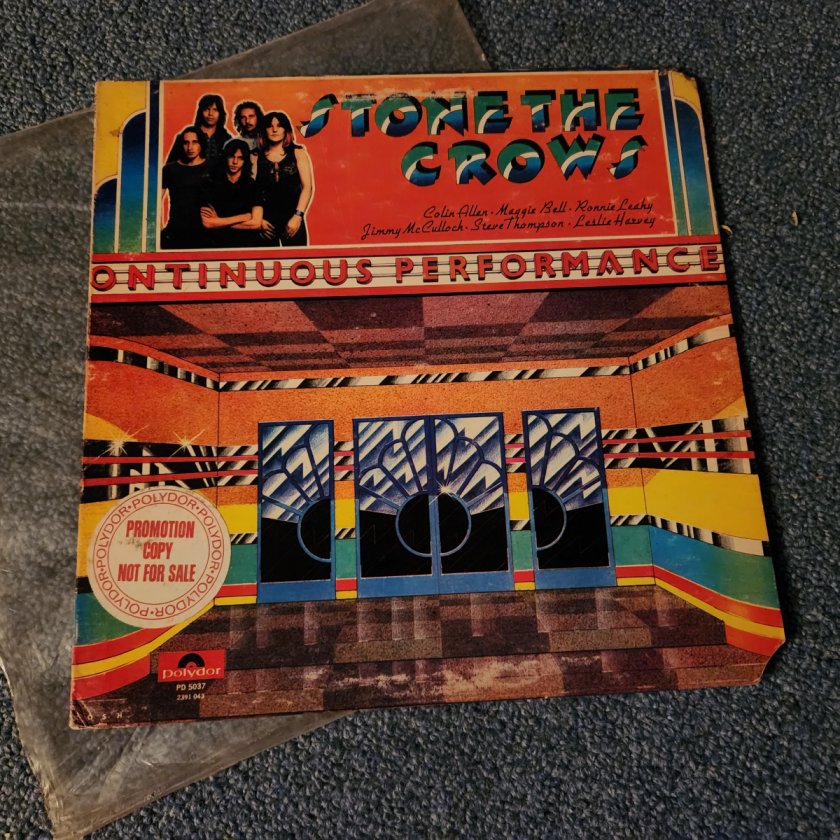 STONE THE
CROWS
Colin Allen · Maggie Bell · Ronnie Leahy
Jimmy McCulloch · Steve Thompson · Leslie Harvey
ONTINUOUS PERFORMANCE
POLYDOR · POLYDOR · POLYDOR · POLYDOR ·
PROMOTION
COPY
NOT FOR SALE
polydor
PD 5037
2391 043